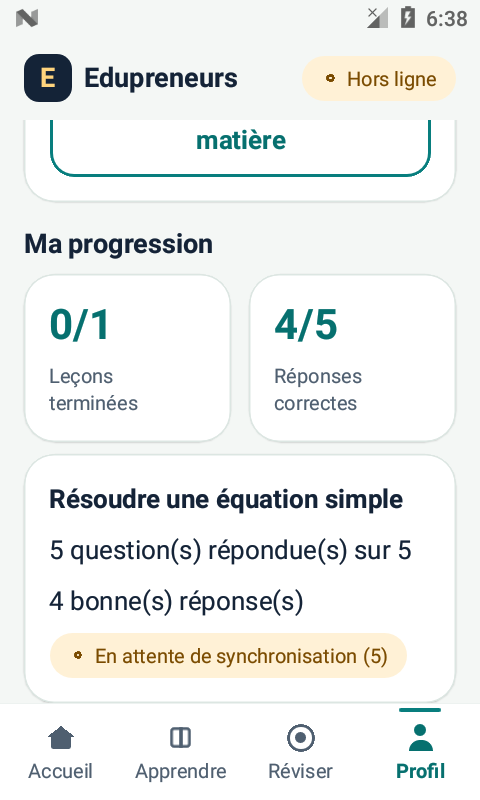 6:38
E Edupreneurs
Hors ligne
matière
Ma progression
0/1
Leçons
terminées
4/5
Réponses
correctes
Résoudre une équation simple
5 question(s) répondue(s) sur 5
4 bonne(s) réponse(s)
En attente de synchronisation (5)
Accueil
Apprendre
Réviser
Profil